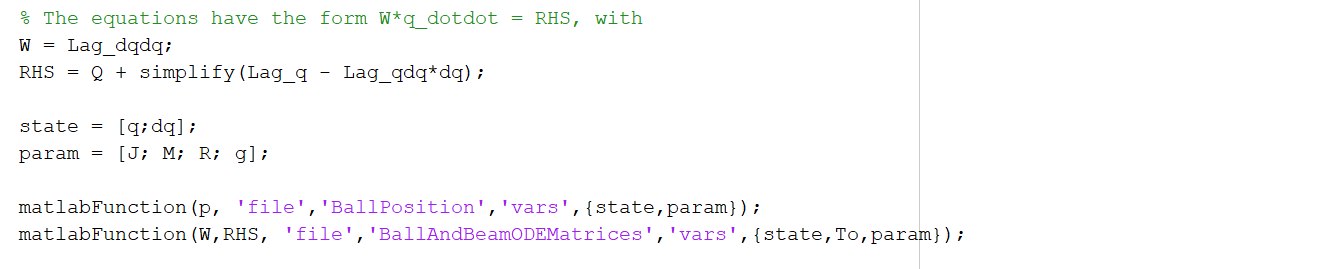 % The equations have the form W*q_dotdot = RHS, with
W = Lag_dqdq;
RHS = Q + simplify(Lag_q - Lag_qdq*dq);
state = [q;dq];
param = [J; M; R; g];
matlabFunction(p, 'file','BallPosition','vars',{state,param});
matlabFunction(W,RHS, 'file','BallAndBeamODEMatrices','vars',{state,To,param});